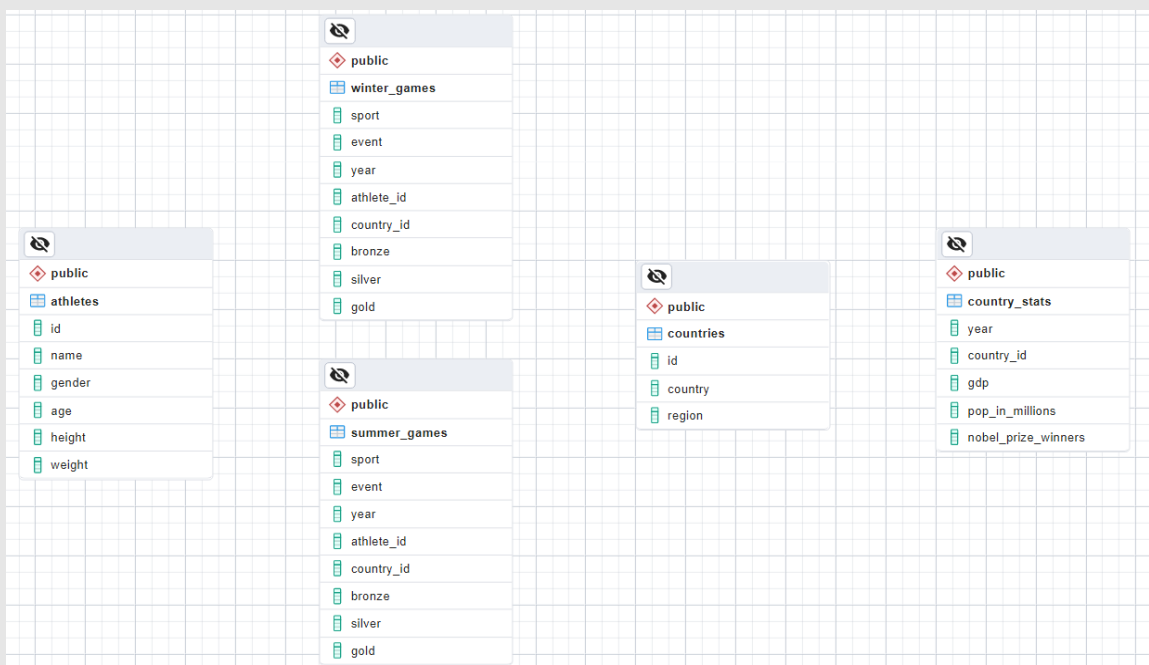 public
winter_games
sport
event
year
athlete_id
country_id
bronze
silver
gold
public
athletes
id
name
gender
age
height
weight
public
summer_games
sport
event
year
athlete_id
country_id
bronze
silver
gold
public
countries
id
country
region
public
country_stats
year
country_id
gdp
pop_in_millions
nobel_prize_winners